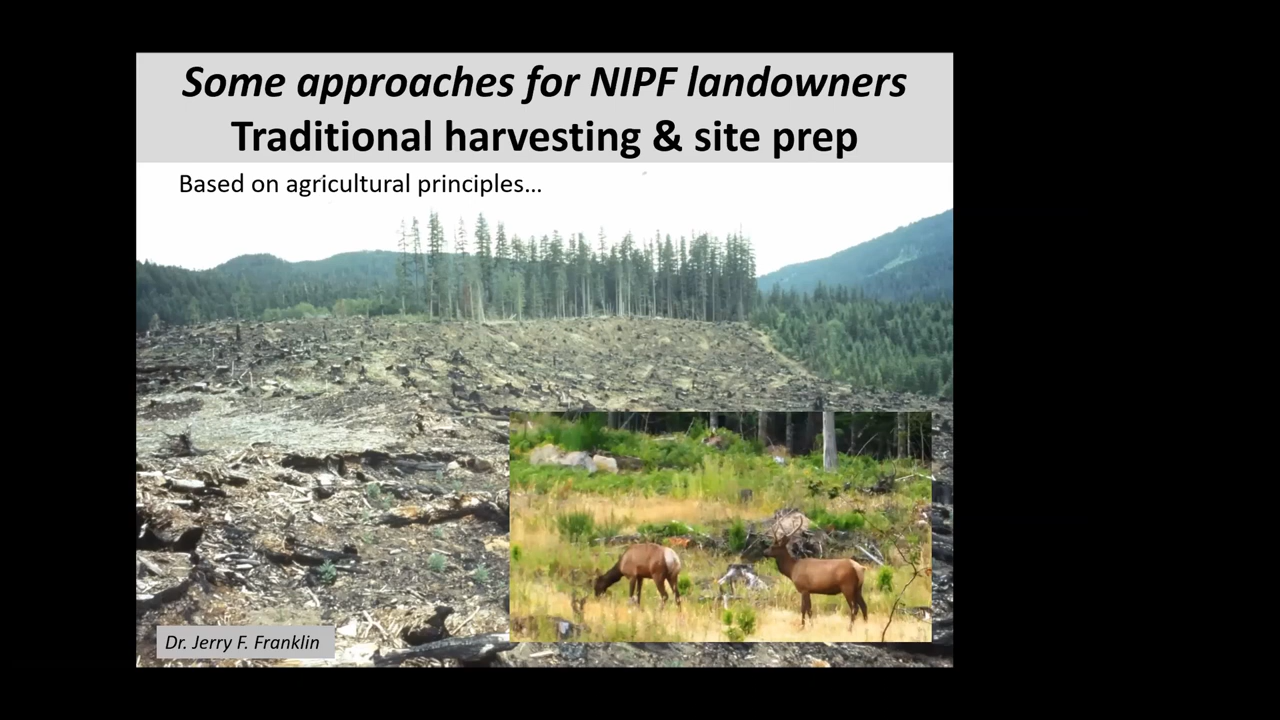 Some approaches for NIPF landowners
Traditional harvesting & site prep
Based on agricultural principles...
Dr. Jerry F. Franklin